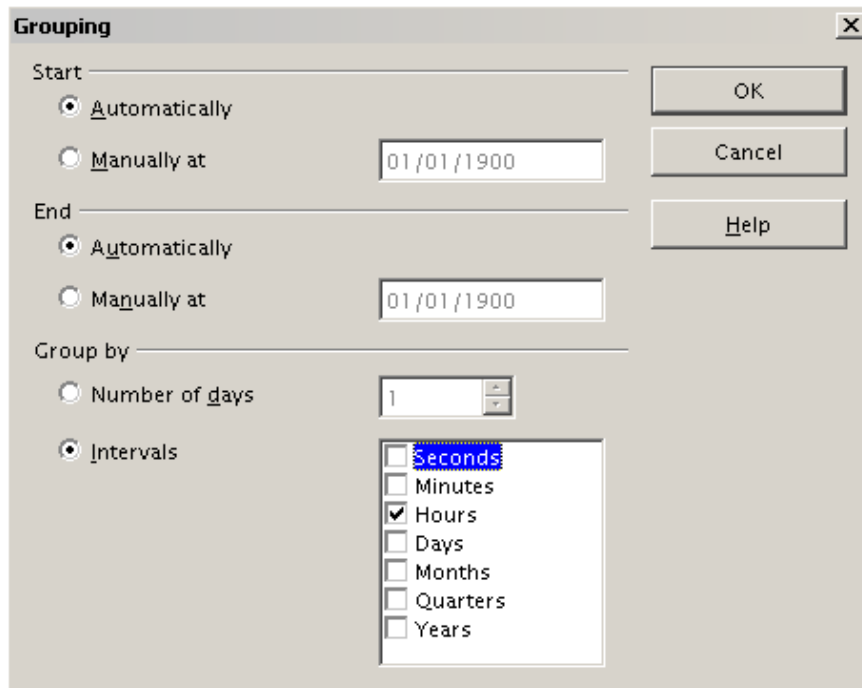 Grouping
Start
Automatically
Manually at 01/01/1900
End
Automatically
Manually at 01/01/1900
Group by
Number of days 1
Intervals
Seconds
Minutes
Hours
Days
Months
Quarters
Years
OK
Cancel
Help